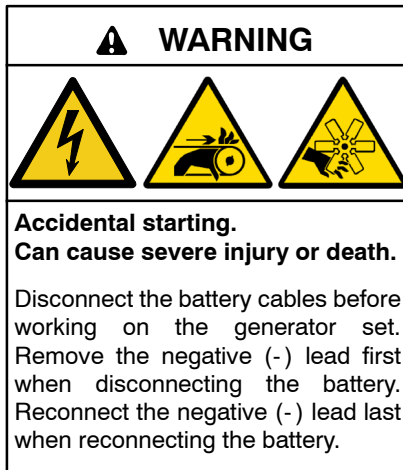 WARNING
Accidental starting.
Can cause severe injury or death.
Disconnect the battery cables before
working on the generator set.
Remove the negative (-) lead first
when disconnecting the battery.
Reconnect the negative (-) lead last
when reconnecting the battery.